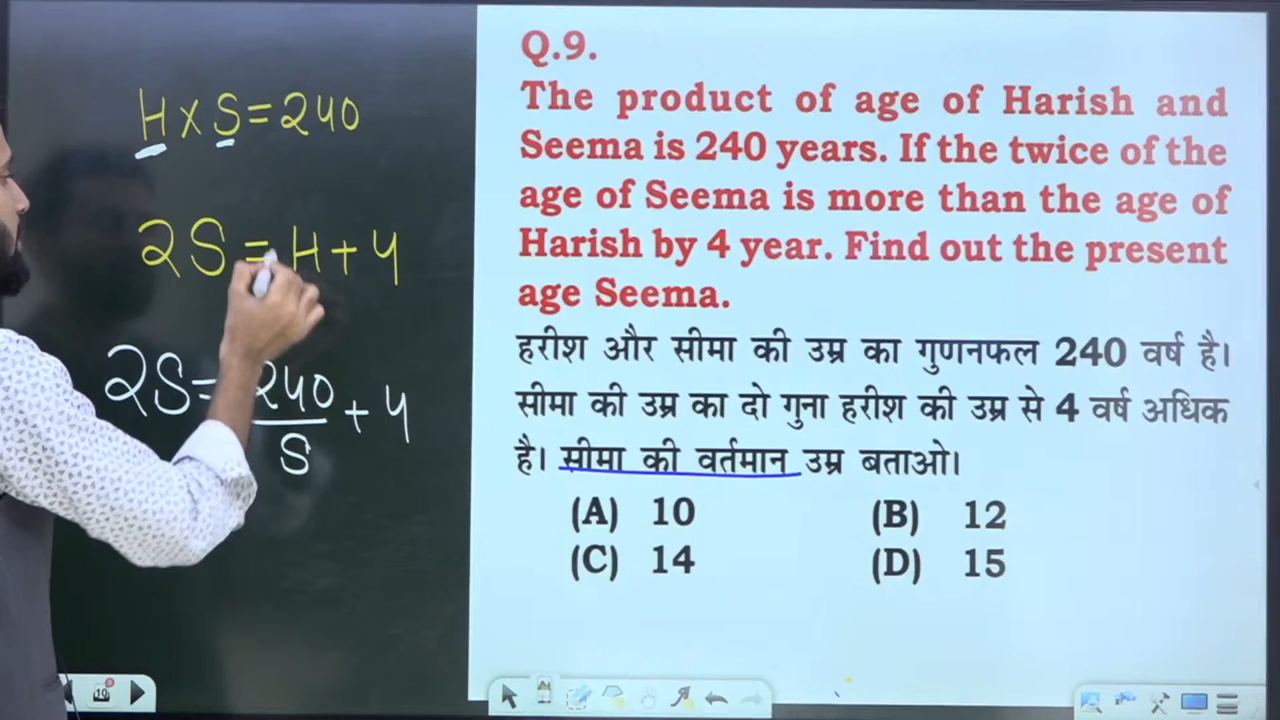 H x S = 240
2S = H + 4
2S = 240/S + 4
Q.9.
The product of age of Harish and
Seema is 240 years. If the twice of the
age of Seema is more than the age of
Harish by 4 year. Find out the present
age Seema.
हरीश और सीमा की उम्र का गुणनफल 240 वर्ष है।
सीमा की उम्र का दो गुना हरीश की उम्र से 4 वर्ष अधिक
है। सीमा की वर्तमान उम्र बताओ।
(A) 10 (B) 12
(C) 14 (D) 15
10